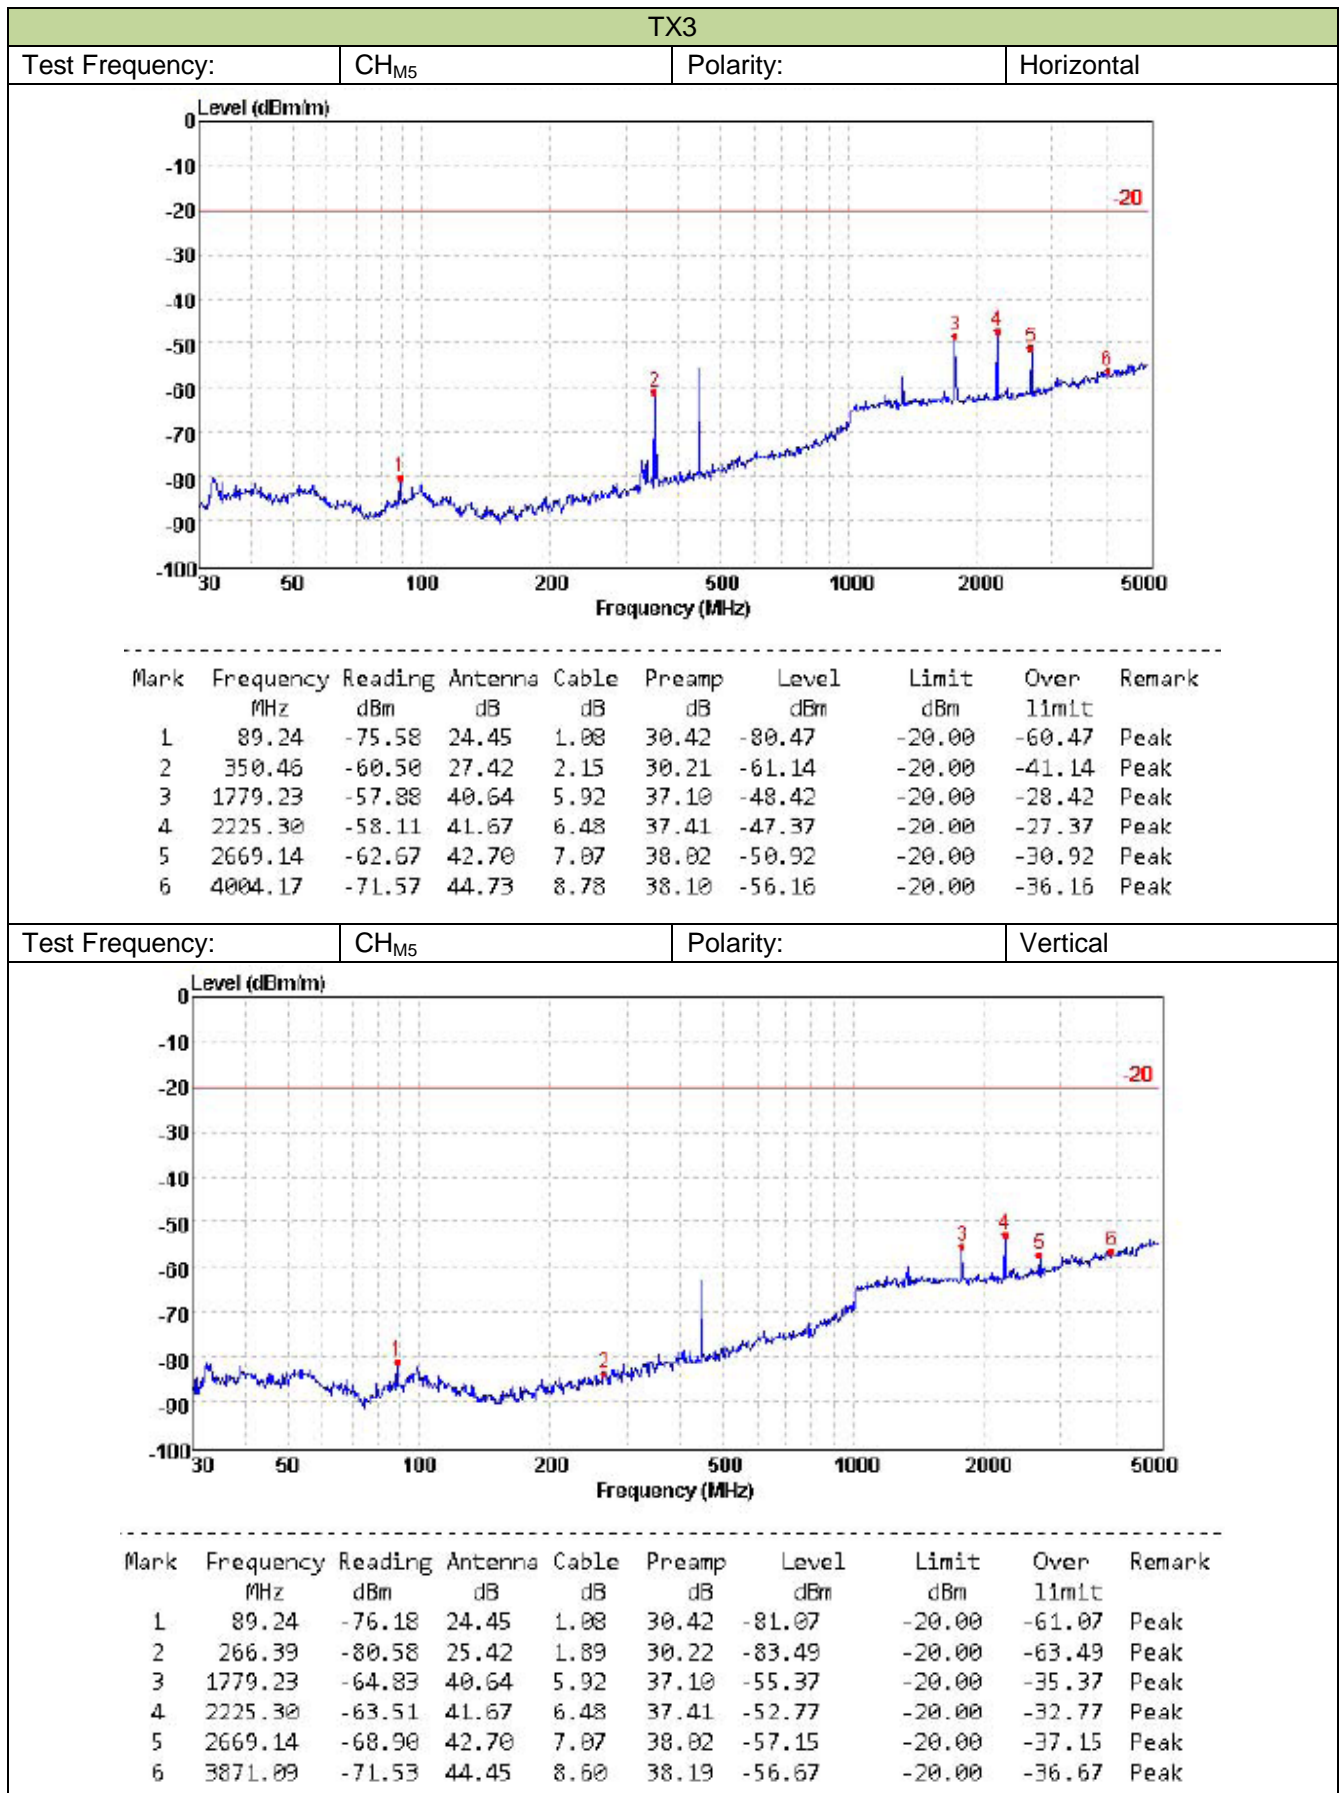 TX3
Test Frequency: CHM5 Polarity: Horizontal
Level (dBm/m)
0
-10
-20
-20
-30
-40
-50
-60
-70
-80
-90
-100
1 2 3 4 5 6
30 50 100 200 500 1000 2000 5000
Frequency (MHz)
Mark Frequency Reading Antenna Cable Preamp Level Limit Over Remark
MHz dBm dB dB dB dBm dBm limit
1 89.24 -75.58 24.45 1.08 30.42 -80.47 -20.00 -60.47 Peak
2 350.46 -60.50 27.42 2.15 30.21 -61.14 -20.00 -41.14 Peak
3 1779.23 -57.88 40.64 5.92 37.10 -48.42 -20.00 -28.42 Peak
4 2225.30 -58.11 41.67 6.48 37.41 -47.37 -20.00 -27.37 Peak
5 2669.14 -62.67 42.70 7.07 38.02 -50.92 -20.00 -30.92 Peak
6 4004.17 -71.57 44.73 8.78 38.10 -56.16 -20.00 -36.16 Peak
Test Frequency: CHM5 Polarity: Vertical
Level (dBm/m)
0
-10
-20
-20
-30
-40
-50
-60
-70
-80
-90
-100
1 2 3 4 5 6
30 50 100 200 500 1000 2000 5000
Frequency (MHz)
Mark Frequency Reading Antenna Cable Preamp Level Limit Over Remark
MHz dBm dB dB dB dBm dBm limit
1 89.24 -76.18 24.45 1.08 30.42 -81.07 -20.00 -61.07 Peak
2 266.39 -80.58 25.42 1.89 30.22 -83.49 -20.00 -63.49 Peak
3 1779.23 -64.83 40.64 5.92 37.10 -55.37 -20.00 -35.37 Peak
4 2225.30 -63.51 41.67 6.48 37.41 -52.77 -20.00 -32.77 Peak
5 2669.14 -68.90 42.70 7.07 38.02 -57.15 -20.00 -37.15 Peak
6 3871.09 -71.53 44.45 8.60 38.19 -56.67 -20.00 -36.67 Peak